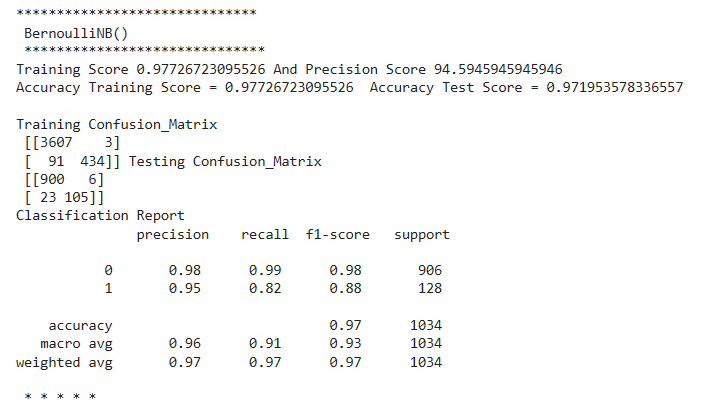 ******************************
BernoulliNB()
******************************
Training Score 0.97726723095526 And Precision Score 94.5945945945946
Accuracy Training Score = 0.97726723095526  Accuracy Test Score = 0.971953578336557

Training Confusion_Matrix
 [[3607    3]
 [  91  434]] Testing Confusion_Matrix
 [[900   6]
 [ 23 105]]
Classification Report
               precision    recall  f1-score   support

           0       0.98      0.99      0.98       906
           1       0.95      0.82      0.88       128

    accuracy                           0.97      1034
   macro avg       0.96      0.91      0.93      1034
weighted avg       0.97      0.97      0.97      1034

 * * * * *